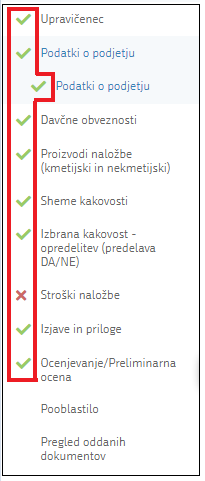 Upravičenec
Podatki o podjetju
Podatki o podjetju
Davčne obveznosti
Proizvodi naložbe
(kmetijski in nekmetijski)
Sheme kakovosti
Izbrana kakovost -
opredelitev (predelava
DA/NE)
Stroški naložbe
Izjave in priloge
Ocenjevanje/Preliminarna
ocena
Pooblastilo
Pregled oddanih
dokumentov